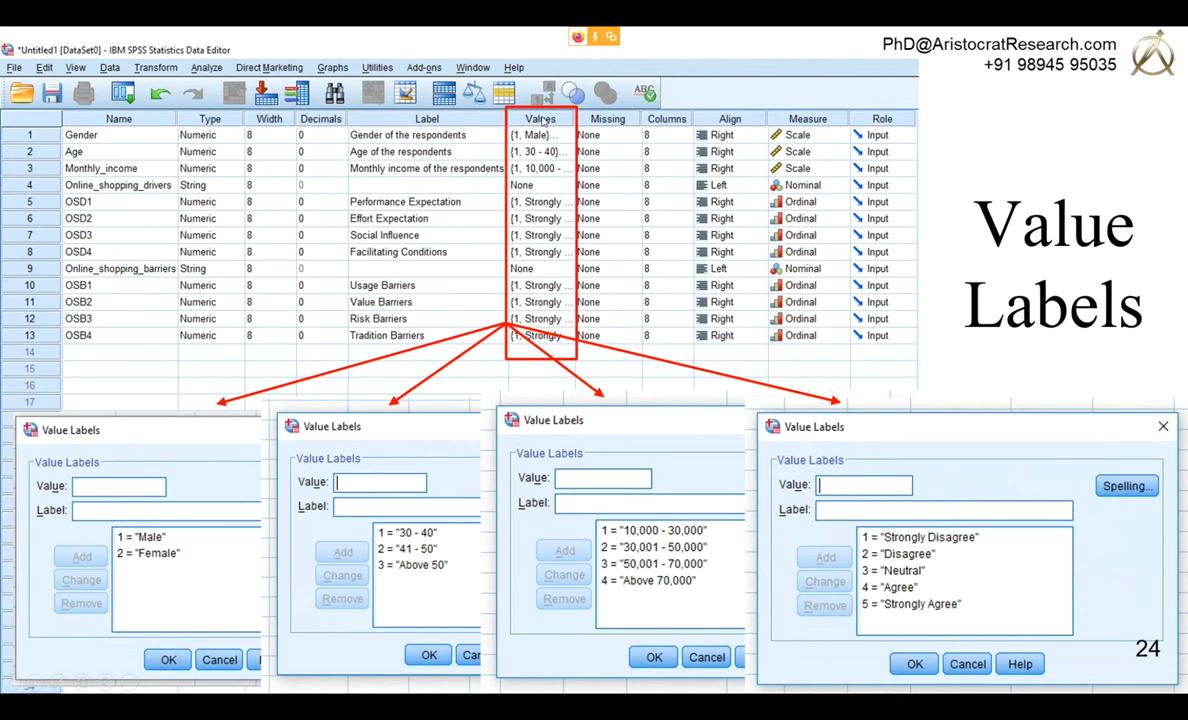 PhD@AristocratResearch.com
+91 98945 95035
*Untitled1 [DataSet0] - IBM SPSS Statistics Data Editor
File Edit View Data Transform Analyze Direct Marketing Graphs Utilities Add-ons Window Help
Name Type Width Decimals Label Values Missing Columns Align Measure Role
1 Gender Numeric 8 0 Gender of the respondents {1, Male}... None 8 Right Scale Input
2 Age Numeric 8 0 Age of the respondents {1, 30 - 40}... None 8 Right Scale Input
3 Monthly_income Numeric 8 0 Monthly income of the respondents {1, 10,000 - ... None 8 Right Scale Input
4 Online_shopping_drivers String 8 0 None None 8 Left Nominal Input
5 OSD1 Numeric 8 0 Performance Expectation {1, Strongly ... None 8 Right Ordinal Input
6 OSD2 Numeric 8 0 Effort Expectation {1, Strongly ... None 8 Right Ordinal Input
7 OSD3 Numeric 8 0 Social Influence {1, Strongly ... None 8 Right Ordinal Input
8 OSD4 Numeric 8 0 Facilitating Conditions {1, Strongly ... None 8 Right Ordinal Input
9 Online_shopping_barriers String 8 0 None None 8 Left Nominal Input
10 OSB1 Numeric 8 0 Usage Barriers {1, Strongly ... None 8 Right Ordinal Input
11 OSB2 Numeric 8 0 Value Barriers {1, Strongly ... None 8 Right Ordinal Input
12 OSB3 Numeric 8 0 Risk Barriers {1, Strongly ... None 8 Right Ordinal Input
13 OSB4 Numeric 8 0 Tradition Barriers {1, Strongly None 8 Right Ordinal Input
14
15
16
17
Value
Labels
Value Labels
Value Labels
Value:
Label:
1 = "Male"
2 = "Female"
Add
Change
Remove
OK Cancel
Value Labels
Value Labels
Value:
Label:
1 = "30 - 40"
2 = "41 - 50"
3 = "Above 50"
Add
Change
Remove
OK Car
Value Labels
Value Labels
Value:
Label:
1 = "10,000 - 30,000"
2 = "30,001 - 50,000"
3 = "50,001 - 70,000"
4 = "Above 70,000"
Add
Change
Remove
OK Cancel
Value Labels
Value Labels
Value:
Spelling...
Label:
1 = "Strongly Disagree"
2 = "Disagree"
3 = "Neutral"
4 = "Agree"
5 = "Strongly Agree"
Add
Change
Remove
OK Cancel Help
24